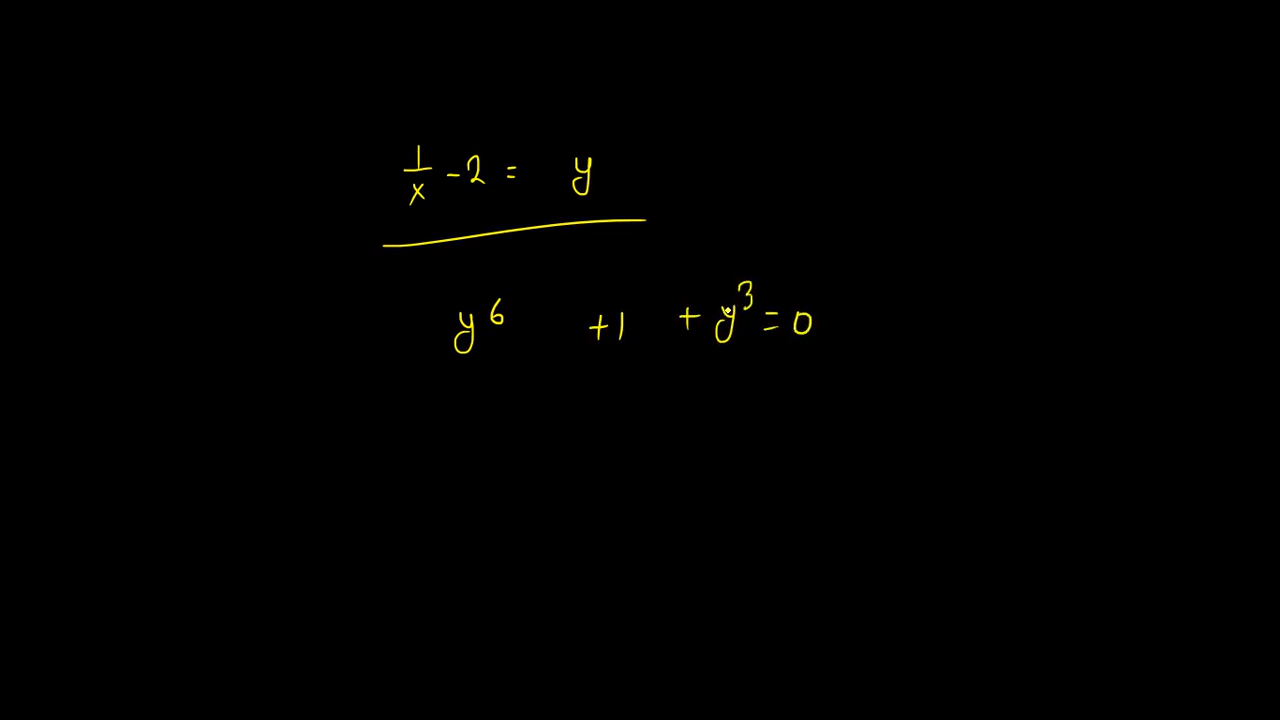 1/x - 2 = y
y^6 + 1 + y^3 = 0